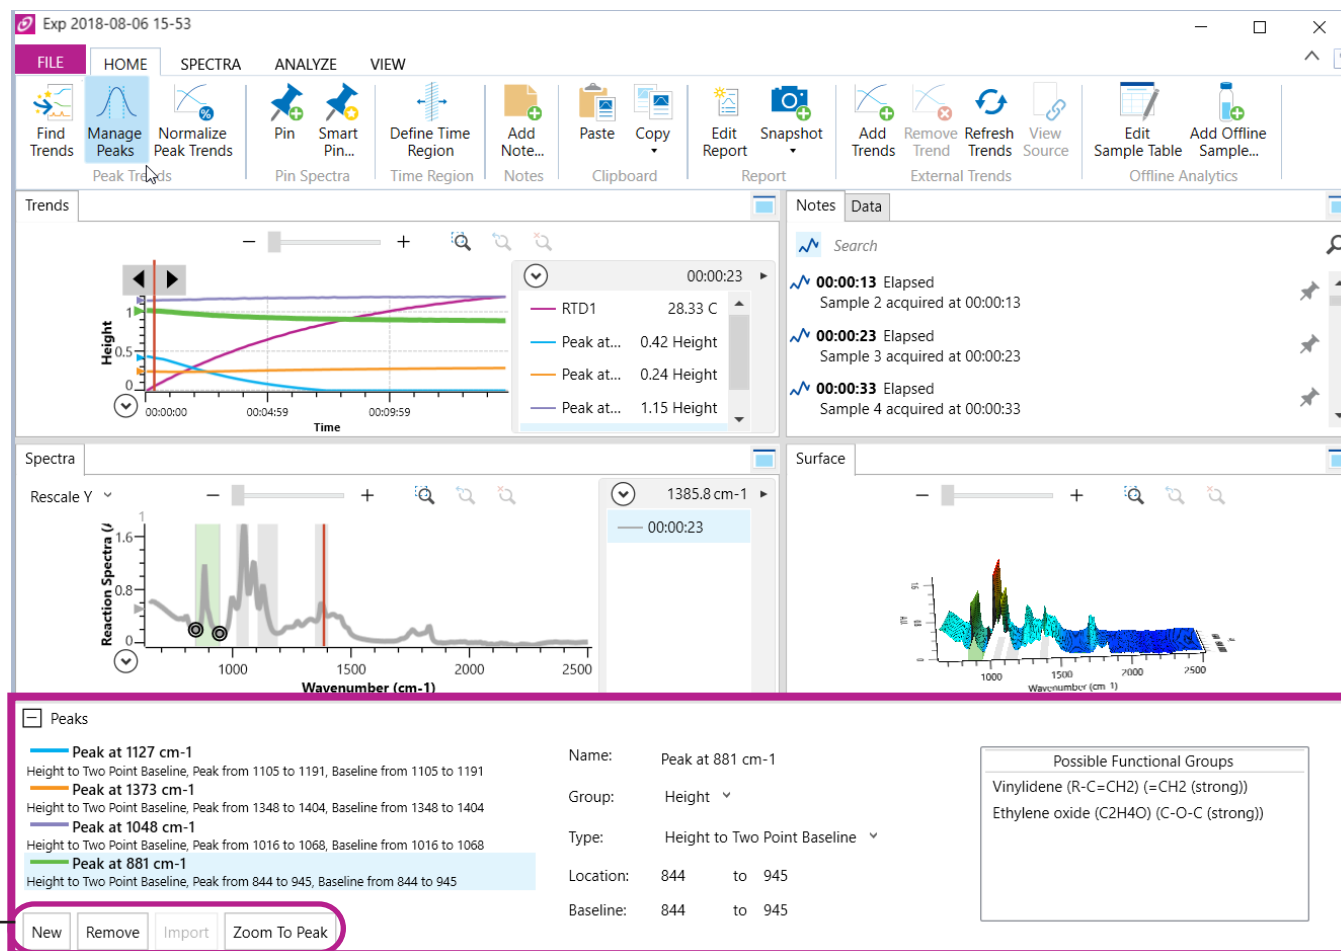 Exp 2018-08-06 15-53
FILE HOME SPECTRA ANALYZE VIEW
Find Trends
Manage Peaks
Normalize Peak Trends
Peak Trends
Pin
Smart Pin...
Pin Spectra
Define Time Region
Time Region
Add Note...
Notes
Paste
Copy
Clipboard
Edit Report
Snapshot
Report
Add Trends
Remove Trend
Refresh Trends
View Source
External Trends
Edit Sample Table
Add Offline Sample...
Offline Analytics
Trends
00:00:23
RTD1 28.33 C
Peak at... 0.42 Height
Peak at... 0.24 Height
Peak at... 1.15 Height
Height
1
0.5
0
00:00:00 00:04:59 00:09:59
Time
Notes Data
Search
00:00:13 Elapsed
Sample 2 acquired at 00:00:13
00:00:23 Elapsed
Sample 3 acquired at 00:00:23
00:00:33 Elapsed
Sample 4 acquired at 00:00:33
Spectra
Rescale Y
1385.8 cm-1
00:00:23
1
Reaction Spectra
1.6
0.8
0
1000 1500 2000 2500
Wavenumber (cm-1)
Surface
1000 1500 2000 2500
Wavenumber (cm 1)
Peaks
Peak at 1127 cm-1
Height to Two Point Baseline, Peak from 1105 to 1191, Baseline from 1105 to 1191
Peak at 1373 cm-1
Height to Two Point Baseline, Peak from 1348 to 1404, Baseline from 1348 to 1404
Peak at 1048 cm-1
Height to Two Point Baseline, Peak from 1016 to 1068, Baseline from 1016 to 1068
Peak at 881 cm-1
Height to Two Point Baseline, Peak from 844 to 945, Baseline from 844 to 945
New Remove Import Zoom To Peak
Name: Peak at 881 cm-1
Group: Height
Type: Height to Two Point Baseline
Location: 844 to 945
Baseline: 844 to 945
Possible Functional Groups
Vinylidene (R-C=CH2) (=CH2 (strong))
Ethylene oxide (C2H4O) (C-O-C (strong))